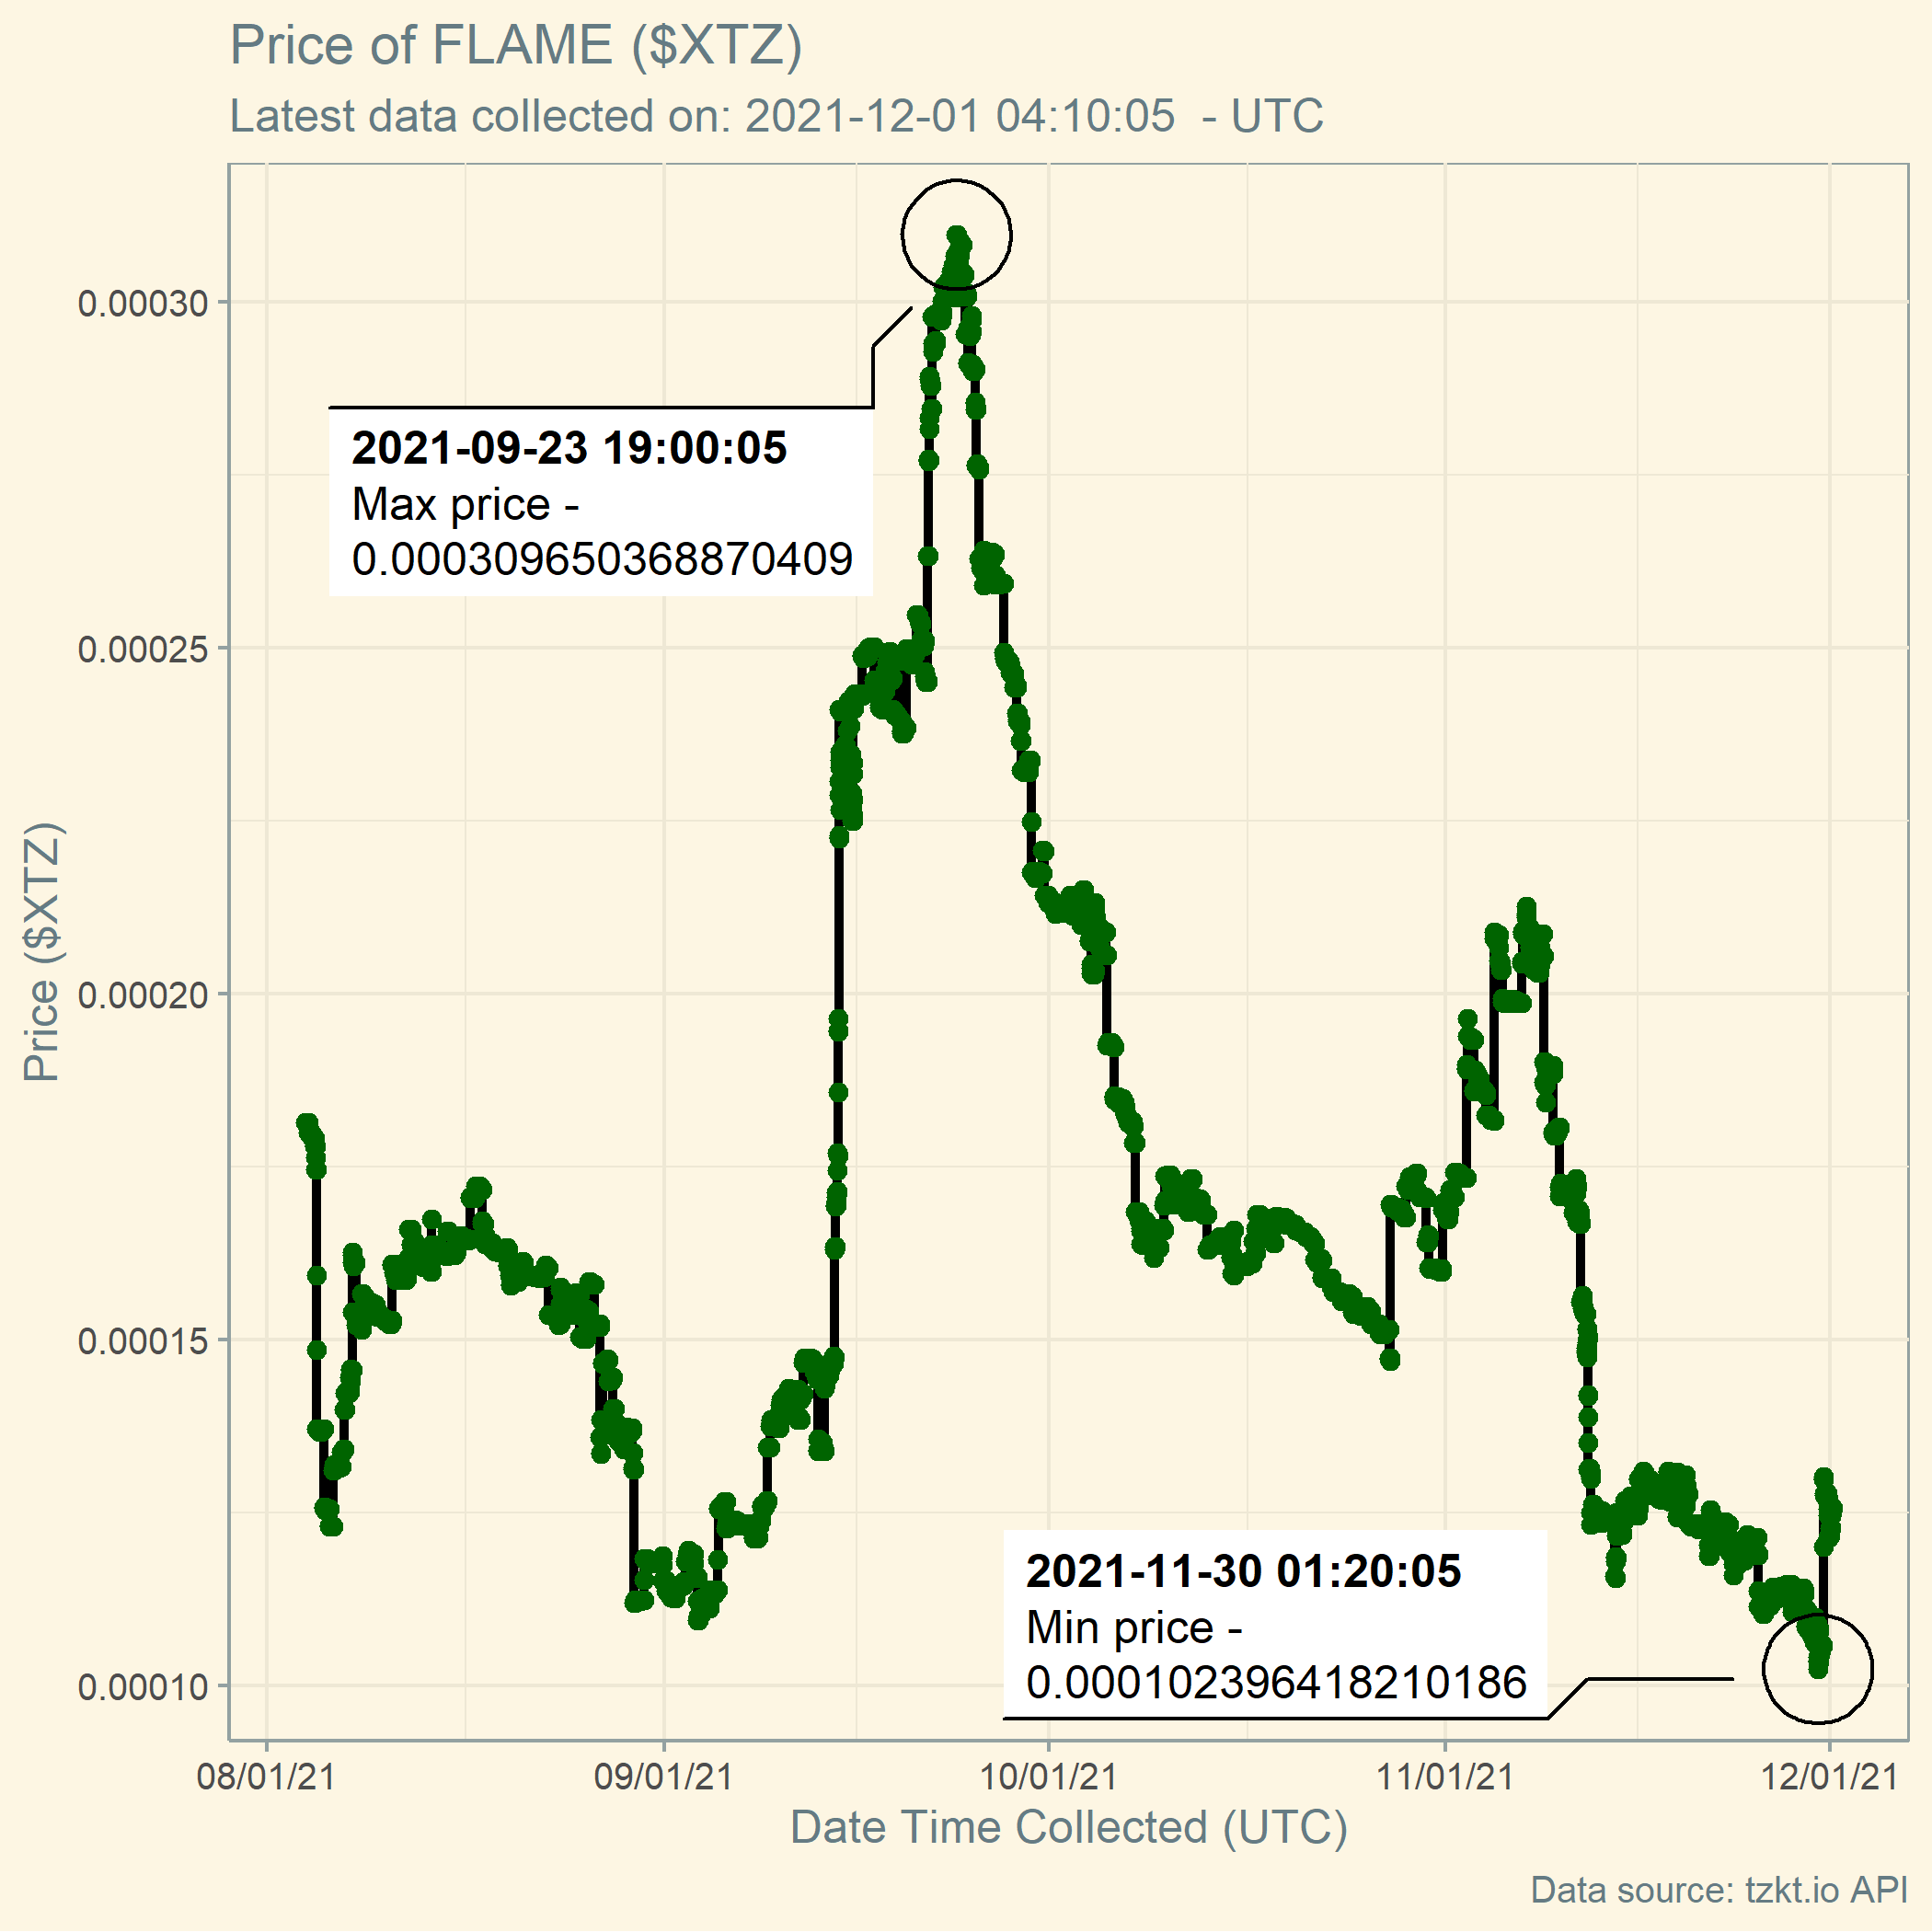 Price of FLAME ($XTZ)
Latest data collected on: 2021-12-01 04:10:05  - UTC
0.00030
0.00025
0.00020
0.00015
0.00010
Price ($XTZ)
2021-09-23 19:00:05
Max price -
0.000309650368870409
2021-11-30 01:20:05
Min price -
0.000102396418210186
08/01/21
09/01/21
10/01/21
11/01/21
12/01/21
Date Time Collected (UTC)
Data source: tzkt.io API